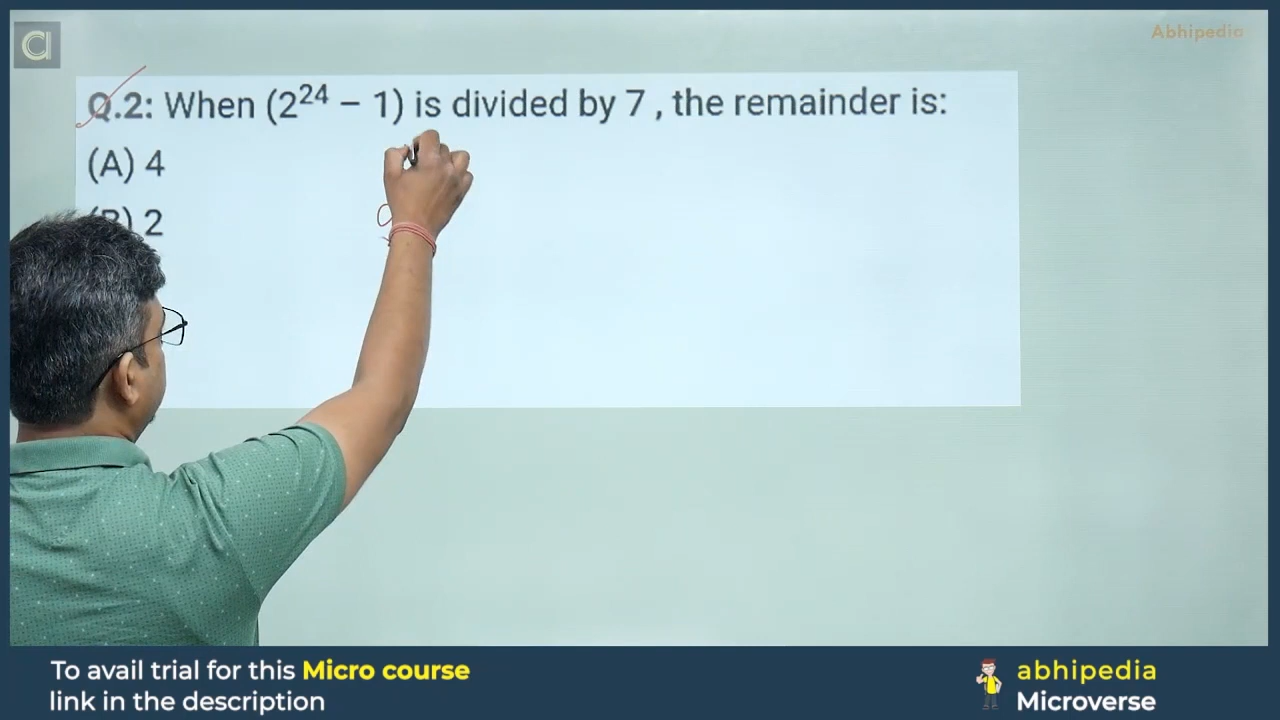 Abhipedia
Q.2: When (2²⁴ – 1) is divided by 7 , the remainder is:
(A) 4
(B) 2
To avail trial for this Micro course
link in the description
abhipedia
Microverse